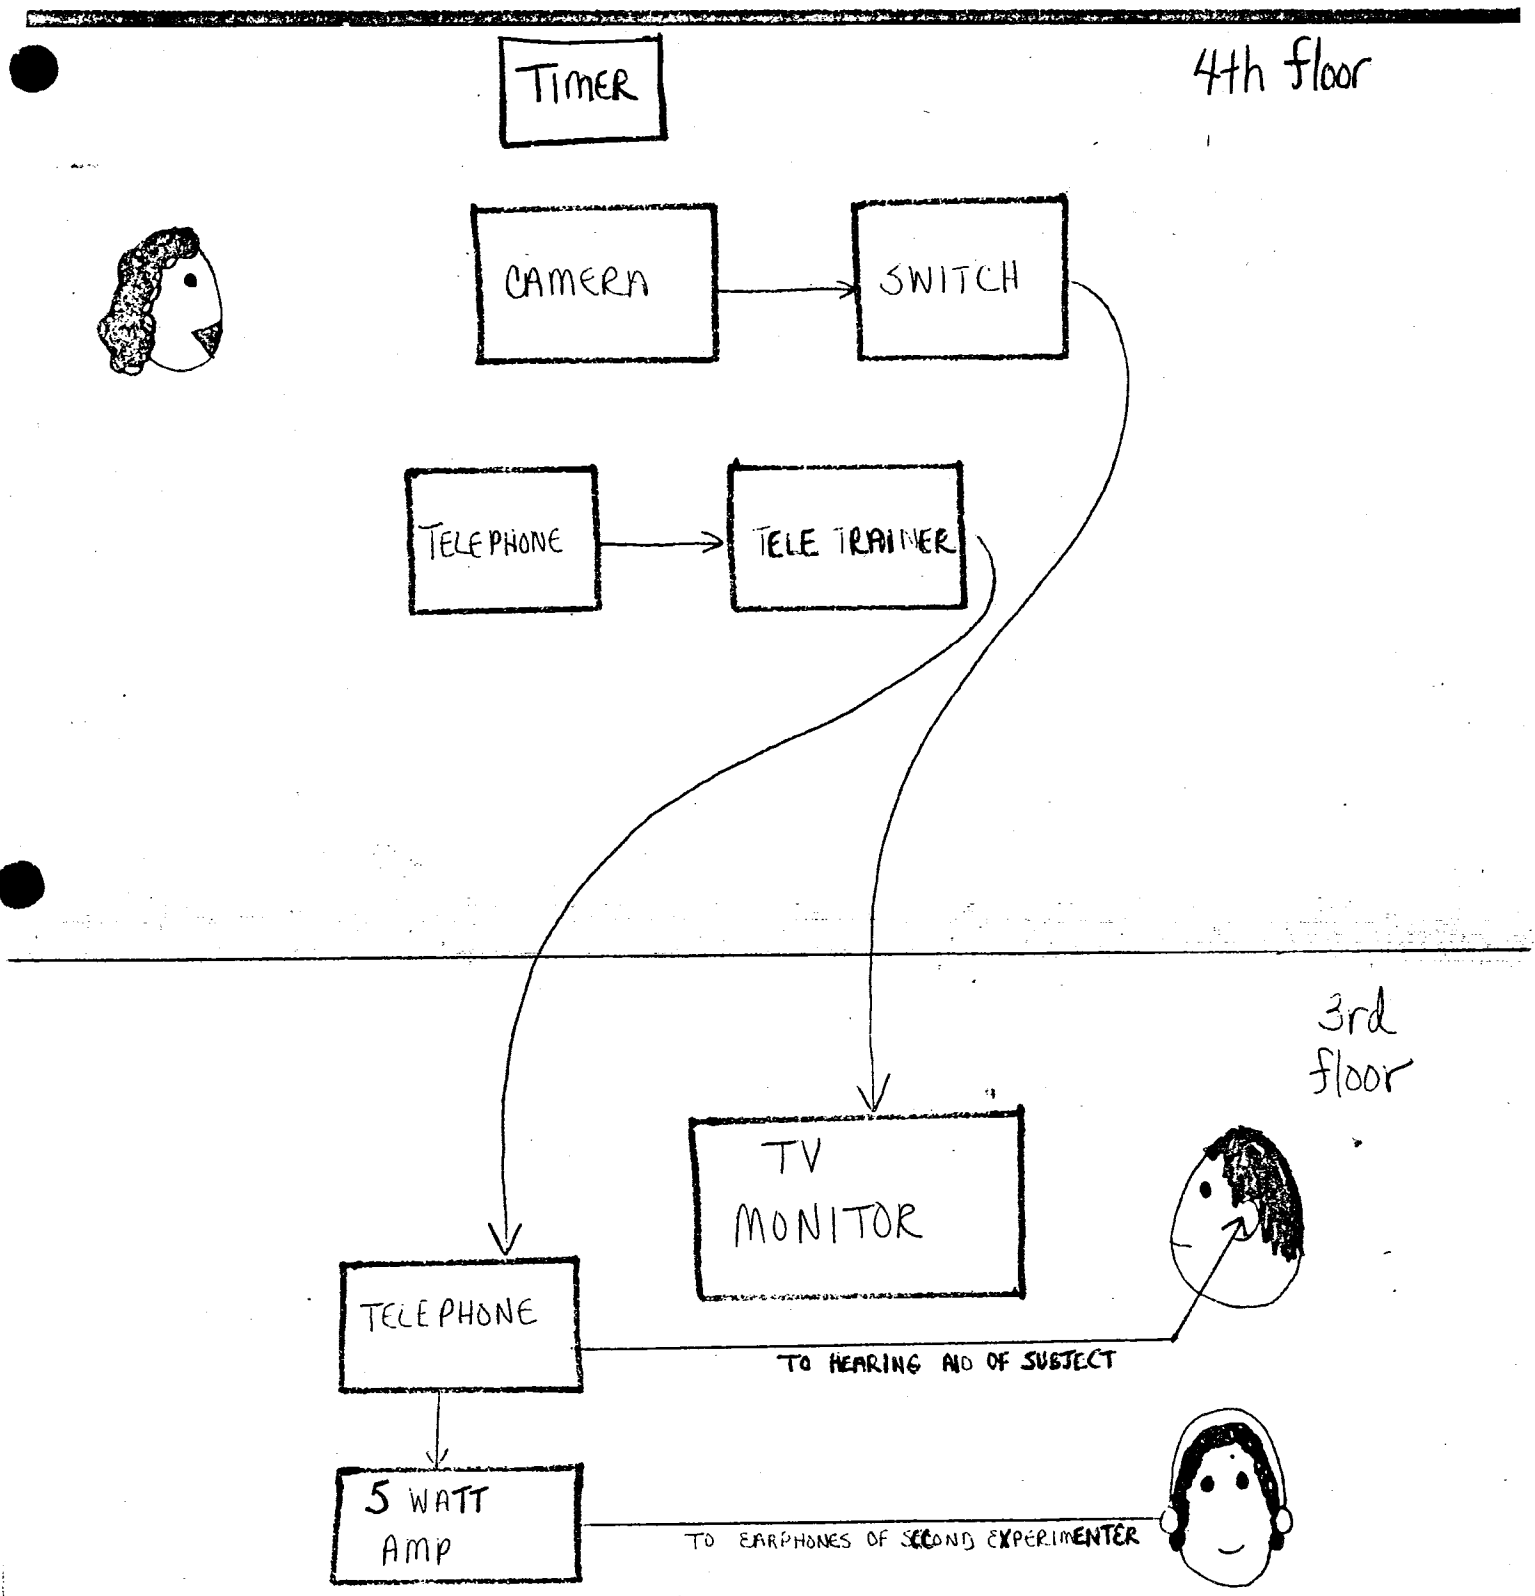 TIMER
4th floor
CAMERA
SWITCH
TELEPHONE
TELE TRAINER
3rd
floor
TV
MONITOR
TELEPHONE
TO HEARING AID OF SUBJECT
5 WATT
AMP
TO EARPHONES OF SECOND EXPERIMENTER